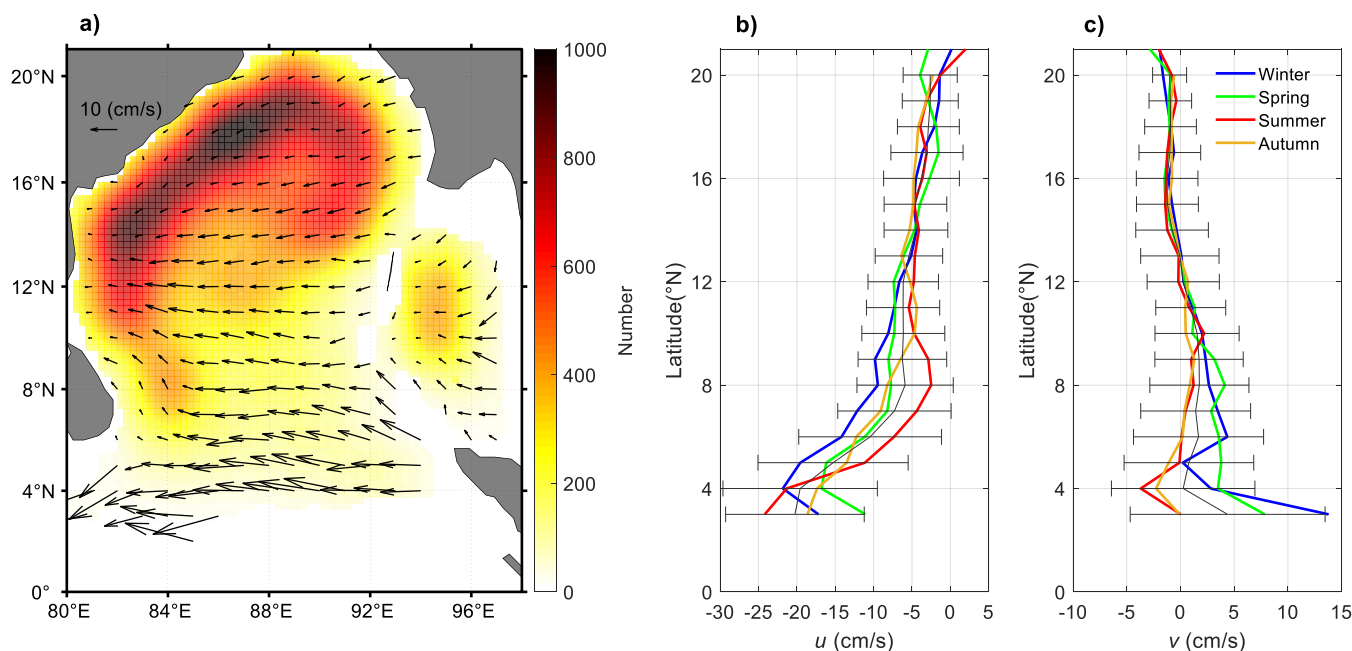 a)
20°N
16°N
12°N
8°N
4°N
0°
80°E
84°E
88°E
92°E
96°E
10 (cm/s)
1000
800
600
400
200
0
Number
b)
20
16
12
8
4
0
Latitude(°N)
-30
-25
-20
-15
-10
-5
0
5
u (cm/s)
c)
Winter
Spring
Summer
Autumn
20
16
12
8
4
0
Latitude(°N)
-10
-5
0
5
10
15
v (cm/s)